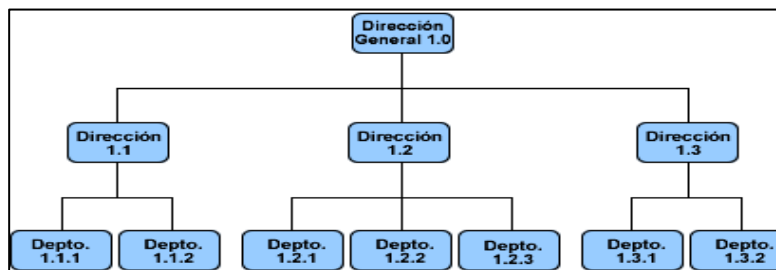 Dirección
General 1.0
Dirección
1.1
Dirección
1.2
Dirección
1.3
Depto.
1.1.1
Depto.
1.1.2
Depto.
1.2.1
Depto.
1.2.2
Depto.
1.2.3
Depto.
1.3.1
Depto.
1.3.2